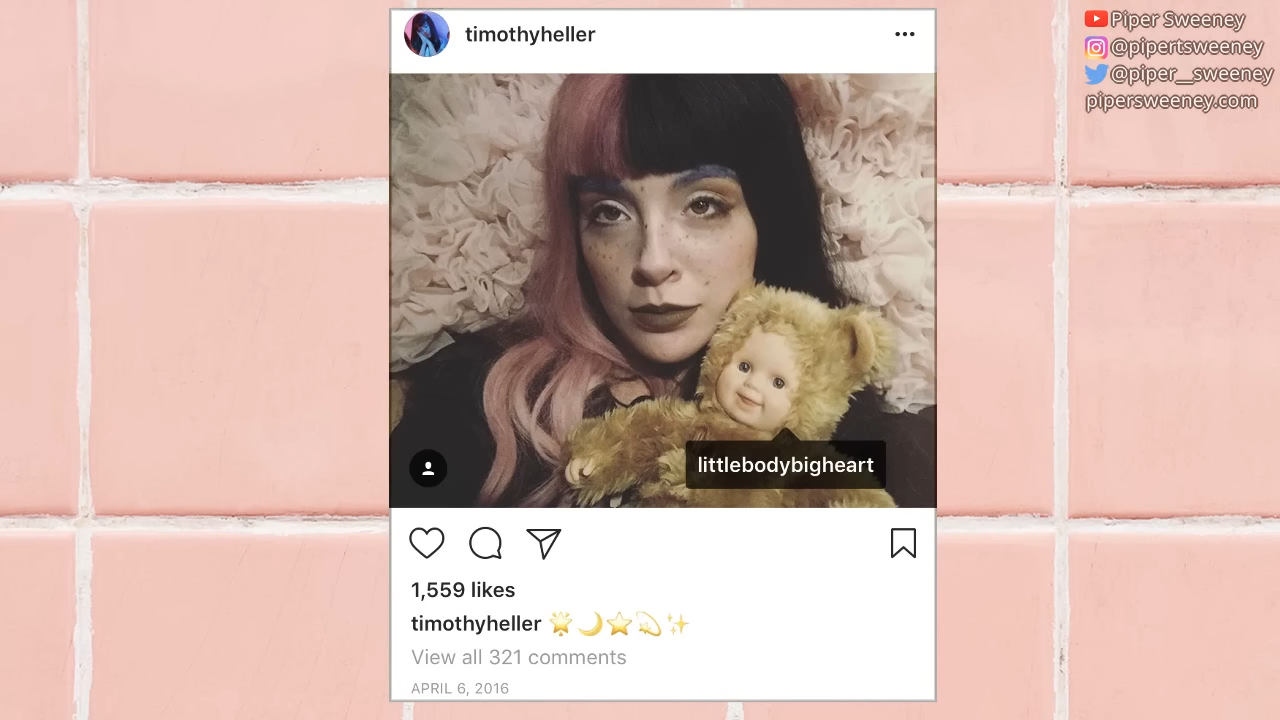 timothyheller
Piper Sweeney
@pipertsweeney
@piper__sweeney
pipersweeney.com
littlebodybigheart
1,559 likes
timothyheller 🌟🌙⭐💫✨
View all 321 comments
APRIL 6, 2016